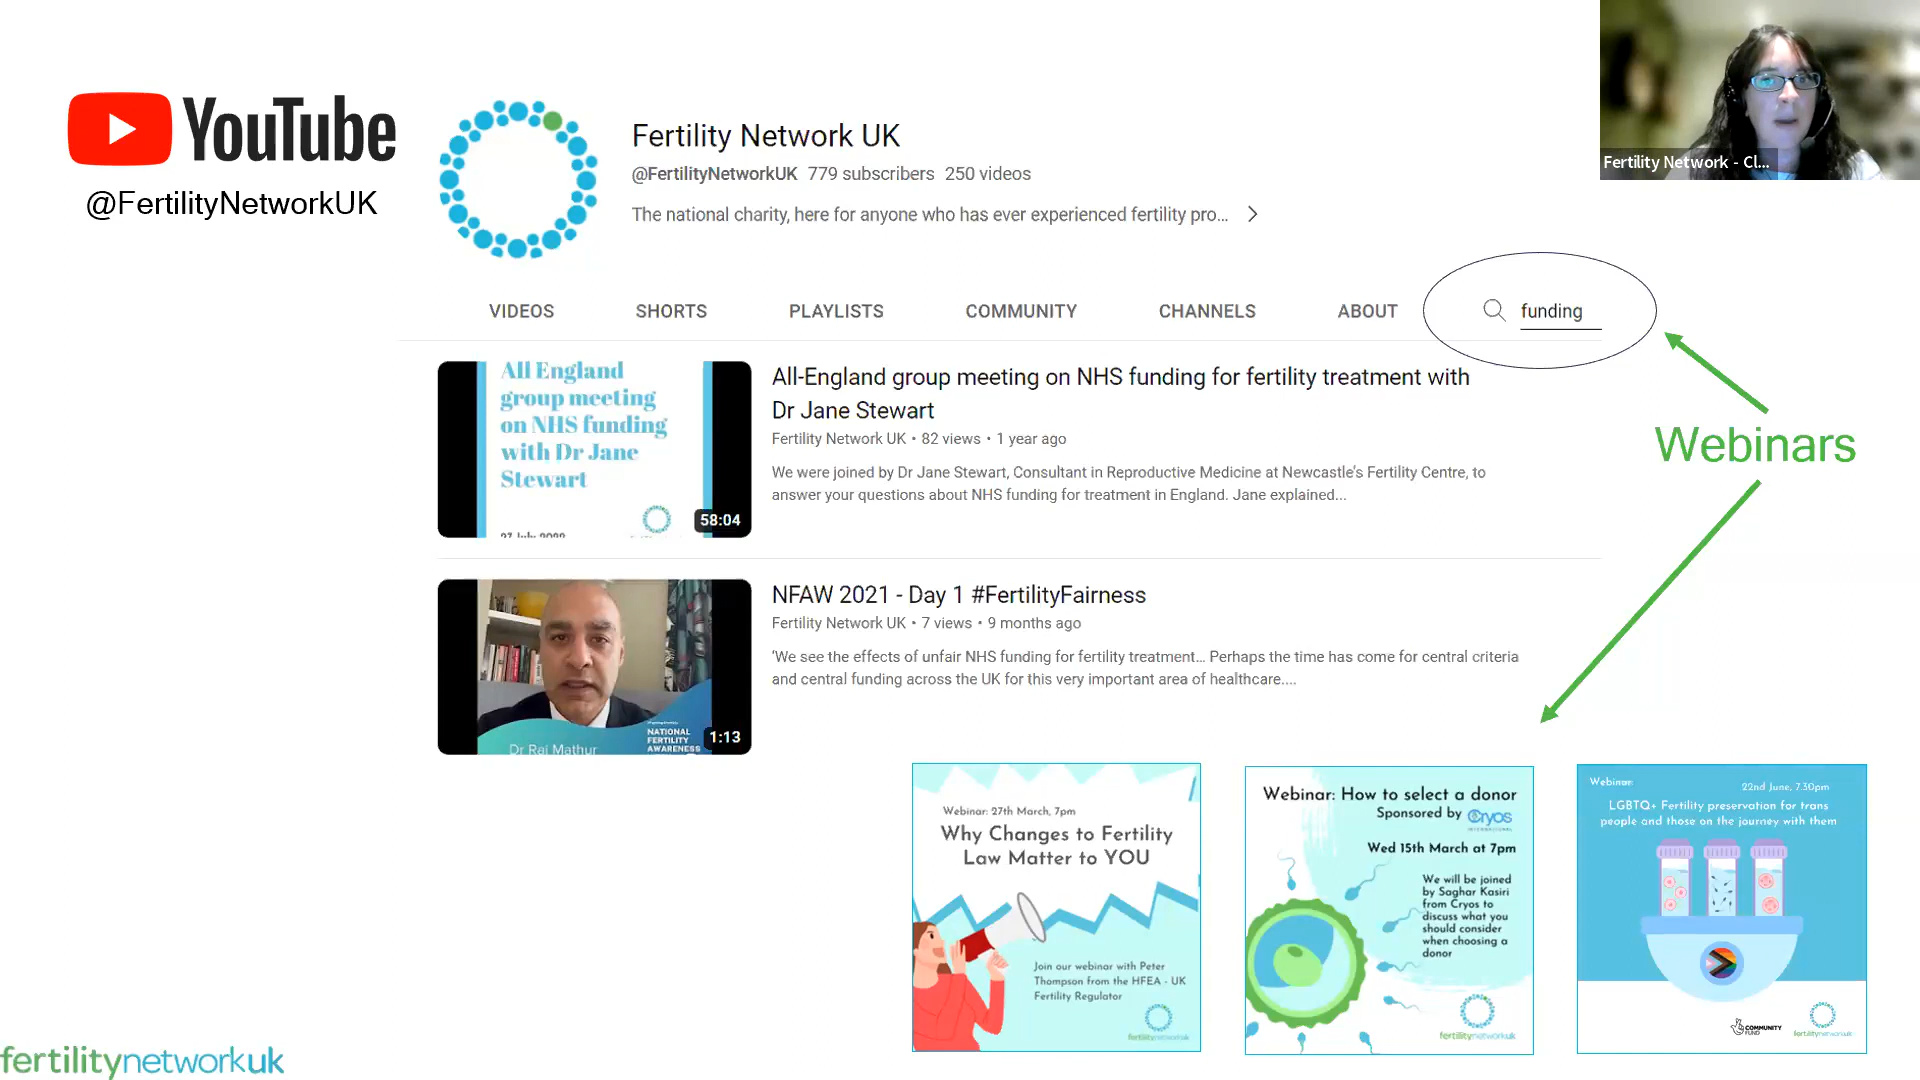 YouTube
@FertilityNetworkUK
Fertility Network UK
@FertilityNetworkUK 779 subscribers 250 videos
The national charity, here for anyone who has ever experienced fertility pro...
Fertility Network - Cl...
VIDEOS SHORTS PLAYLISTS COMMUNITY CHANNELS ABOUT funding
All England
group meeting
on NHS funding
with Dr Jane
Stewart
27 July 2022
58:04
All-England group meeting on NHS funding for fertility treatment with
Dr Jane Stewart
Fertility Network UK • 82 views • 1 year ago
We were joined by Dr Jane Stewart, Consultant in Reproductive Medicine at Newcastle's Fertility Centre, to
answer your questions about NHS funding for treatment in England. Jane explained...
Webinars
Dr Raj Mathur
NATIONAL
FERTILITY
AWARENESS
1:13
NFAW 2021 - Day 1 #FertilityFairness
Fertility Network UK • 7 views • 9 months ago
'We see the effects of unfair NHS funding for fertility treatment... Perhaps the time has come for central criteria
and central funding across the UK for this very important area of healthcare....
Webinar: 27th March, 7pm
Why Changes to Fertility
Law Matter to YOU
Join our webinar with Peter
Thompson from the HFEA - UK
Fertility Regulator
fertilitynetworkuk
Webinar: How to select a donor
Sponsored by Cryos
INTERNATIONAL
Wed 15th March at 7pm
We will be joined
by Saghar Kasiri
from Cryos to
discuss what you
should consider
when choosing a
donor
fertilitynetworkuk
Webinar:
22nd June, 7.30pm
LGBTQ+ Fertility preservation for trans
people and those on the journey with them
COMMUNITY
FUND
fertilitynetworkuk
fertilitynetworkuk